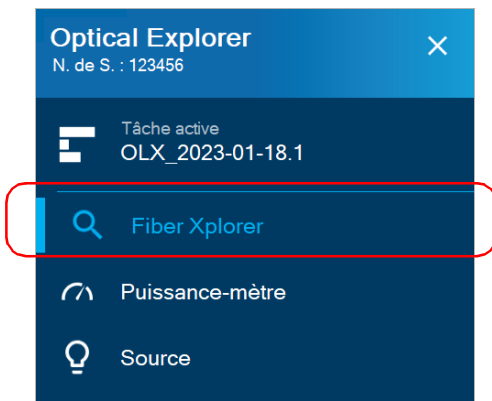 Optical Explorer
N. de S. : 123456
Tâche active
OLX_2023-01-18.1
Fiber Xplorer
Puissance-mètre
Source